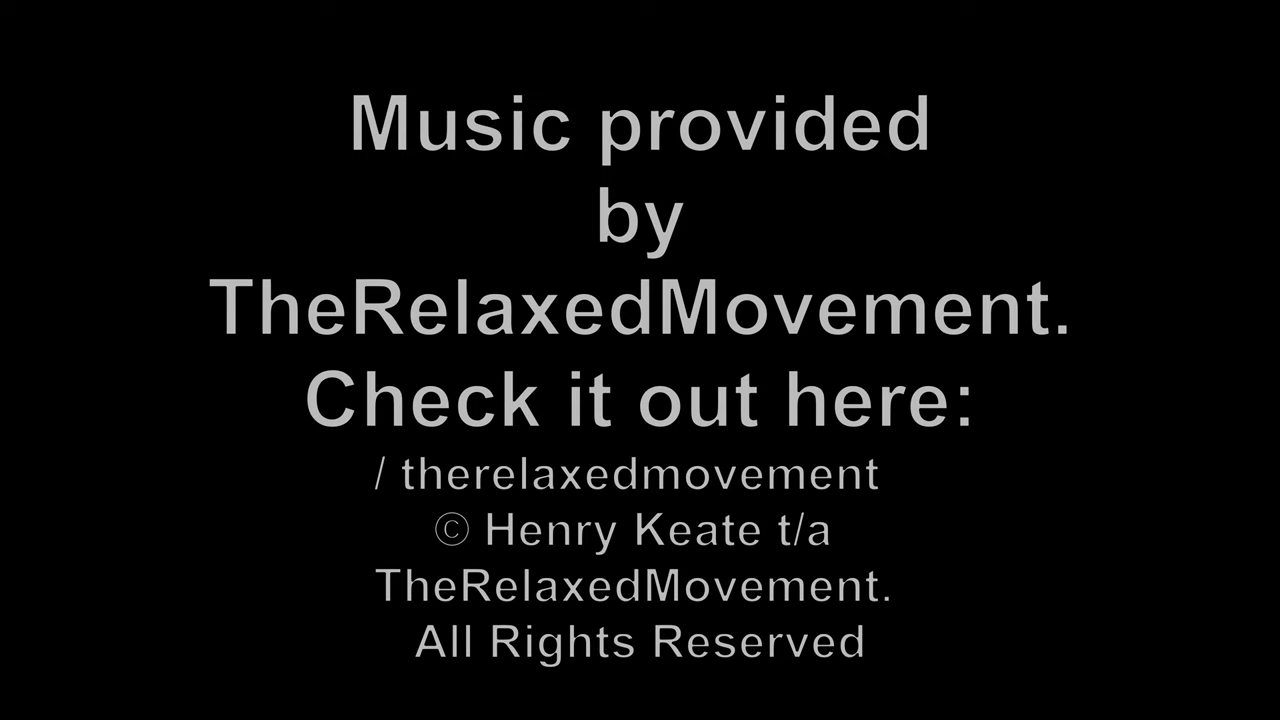 Music provided
by
TheRelaxedMovement.
Check it out here:
/ therelaxedmovement
© Henry Keate t/a
TheRelaxedMovement.
All Rights Reserved